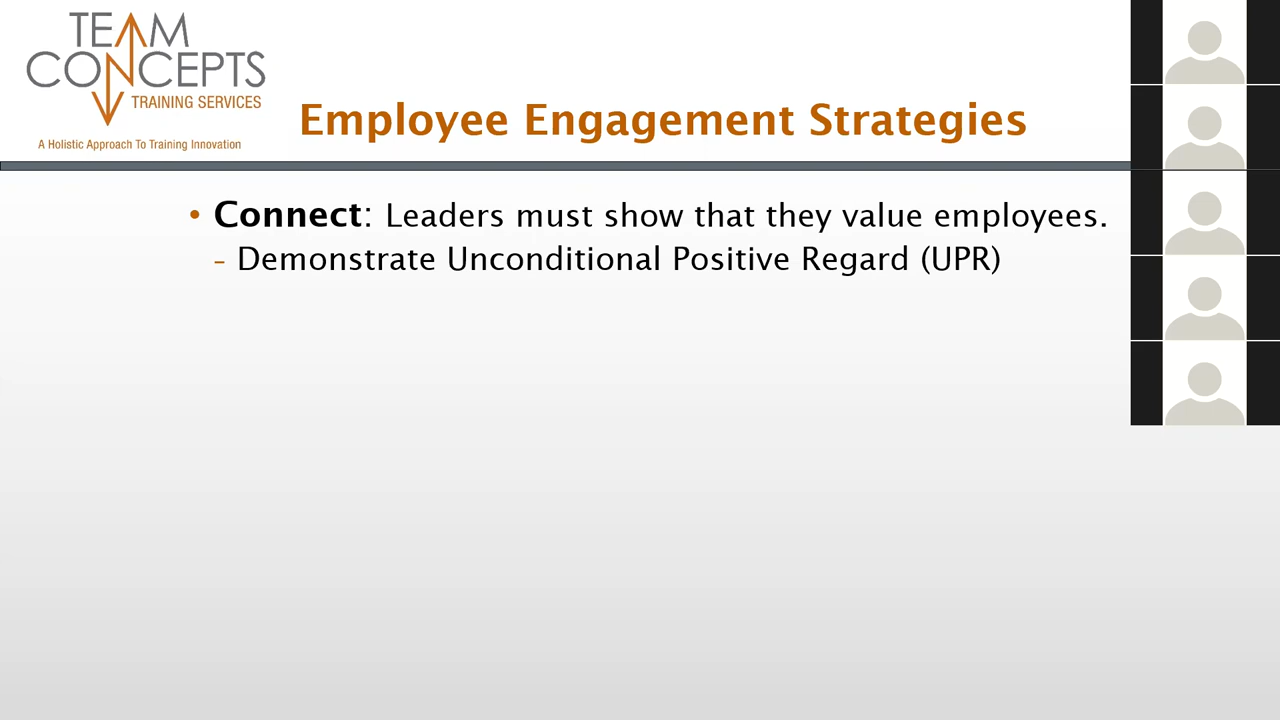 TEAM
CONCEPTS
TRAINING SERVICES
A Holistic Approach To Training Innovation
Employee Engagement Strategies
• Connect: Leaders must show that they value employees.
– Demonstrate Unconditional Positive Regard (UPR)